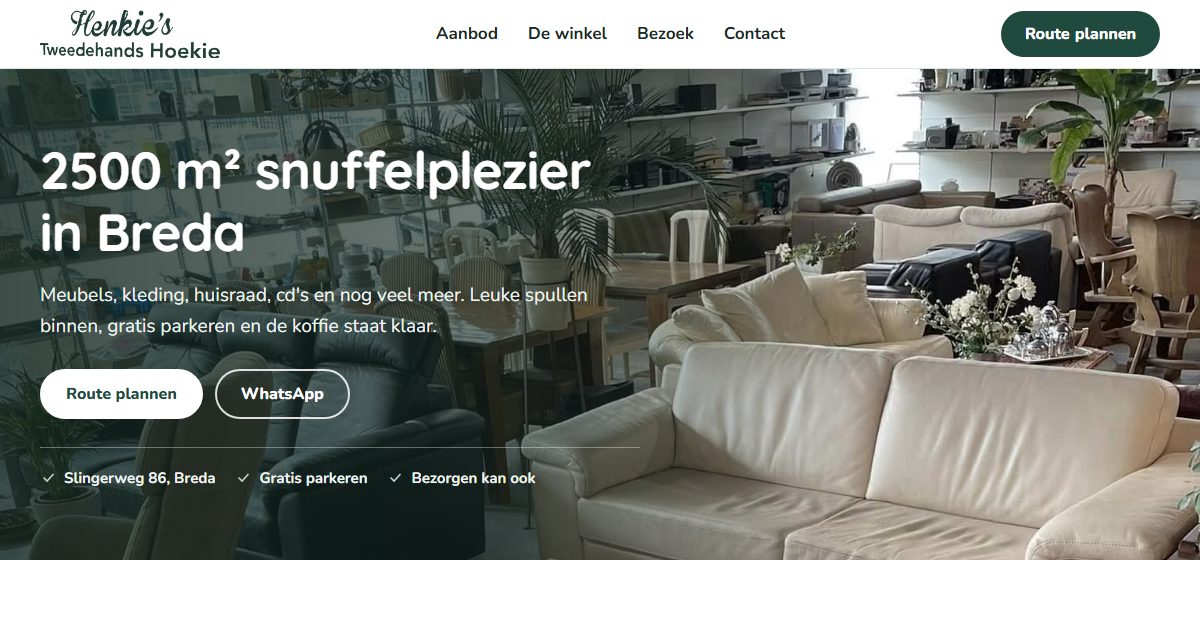 Henkie's
Tweedehands Hoekie
Aanbod
De winkel
Bezoek
Contact
Route plannen
2500 m² snuffelplezier
in Breda
Meubels, kleding, huisraad, cd's en nog veel meer. Leuke spullen
binnen, gratis parkeren en de koffie staat klaar.
Route plannen
WhatsApp
Slingerweg 86, Breda
Gratis parkeren
Bezorgen kan ook